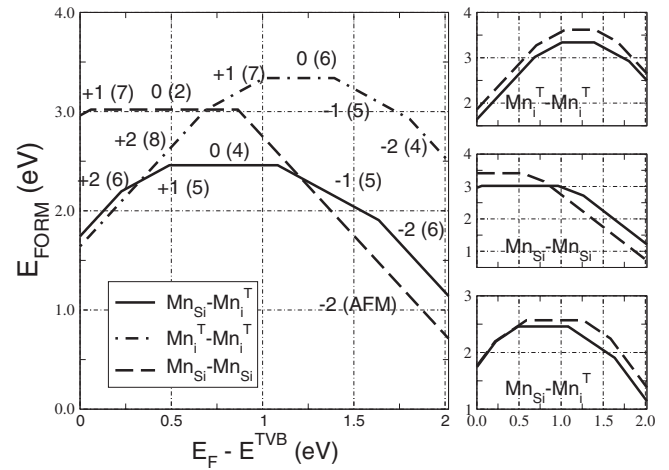 4.0
3.0
2.0
1.0
0.0
E_FORM (eV)
+1 (7)
0 (2)
+1 (7)
0 (6)
-1 (5)
-2 (4)
+2 (8)
+2 (6)
+1 (5)
0 (4)
-1 (5)
-2 (6)
-2 (AFM)
Mn_Si-Mn_i^T
Mn_i^T-Mn_i^T
Mn_Si-Mn_Si
0.0 0.5 1 1.5 2.0
E_F - E^TVB (eV)
4
3
2
Mn_i^T-Mn_i^T
4
3
2
1
Mn_Si-Mn_Si
3
2
1
Mn_Si-Mn_i^T
0.0 0.5 1.0 1.5 2.0